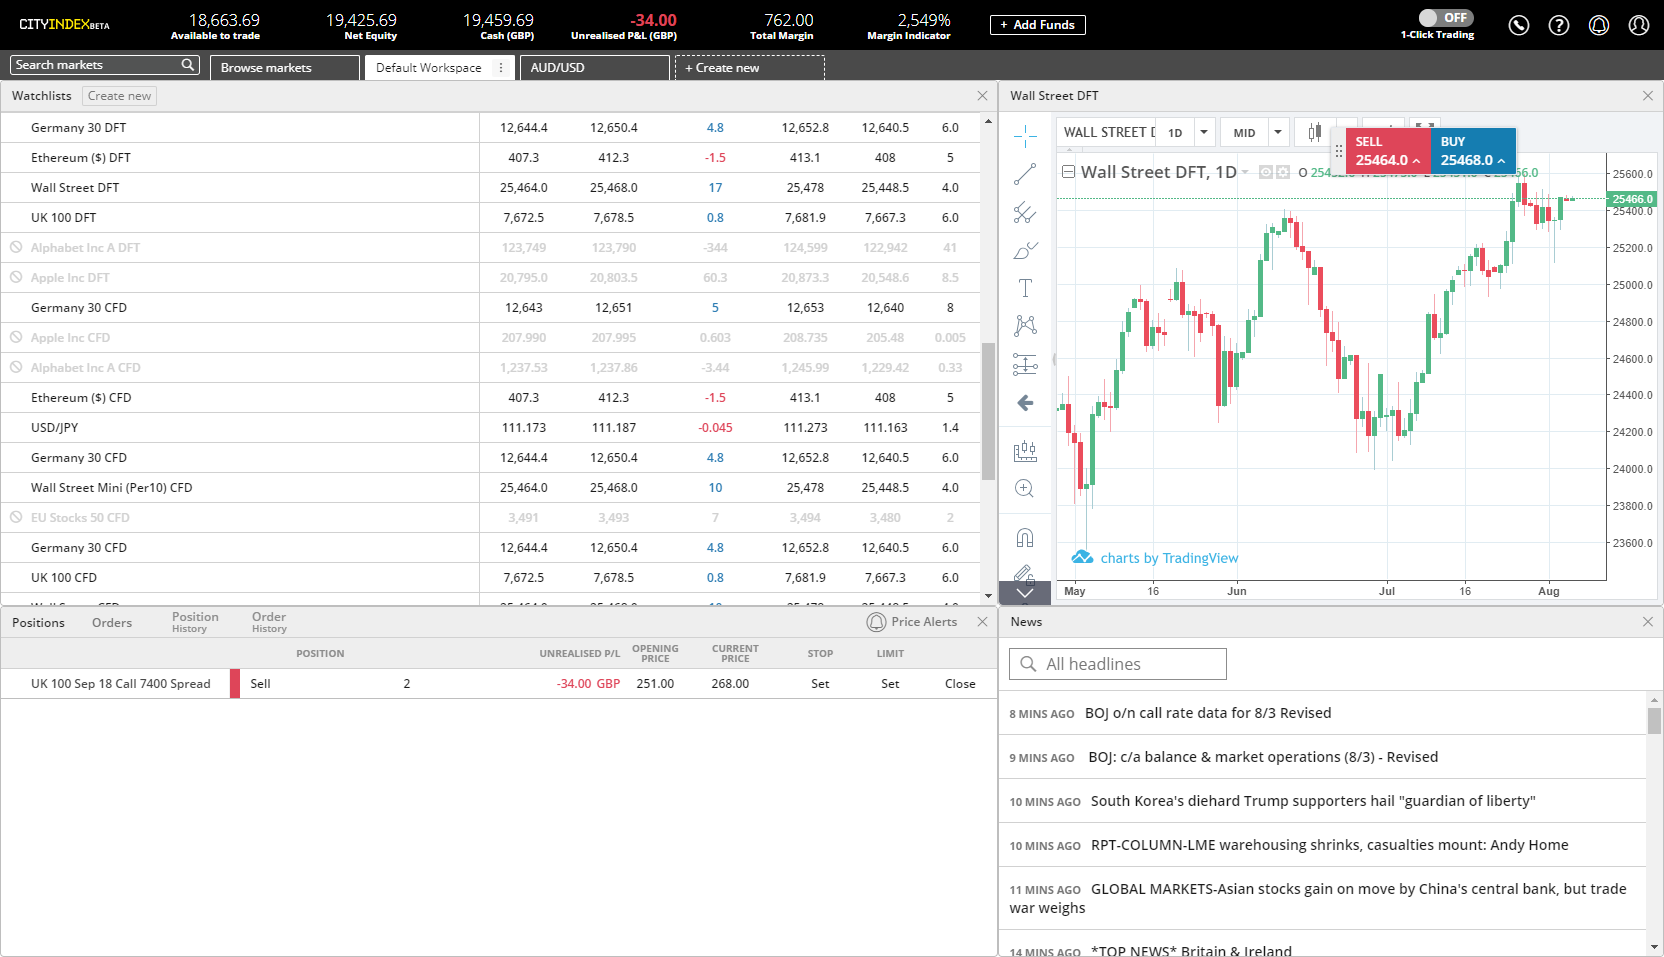 CITYINDEXBETA
18,663.69
Available to trade
19,425.69
Net Equity
19,459.69
Cash (GBP)
-34.00
Unrealised P&L (GBP)
762.00
Total Margin
2,549%
Margin Indicator
+ Add Funds
OFF
1-Click Trading
Search markets
Browse markets
Default Workspace
AUD/USD
+ Create new
Watchlists Create new
Germany 30 DFT 12,644.4 12,650.4 4.8 12,652.8 12,640.5 6.0
Ethereum ($) DFT 407.3 412.3 -1.5 413.1 408 5
Wall Street DFT 25,464.0 25,468.0 17 25,478 25,448.5 4.0
UK 100 DFT 7,672.5 7,678.5 0.8 7,681.9 7,667.3 6.0
Alphabet Inc A DFT 123,749 123,790 -344 124,599 122,942 41
Apple Inc DFT 20,795.0 20,803.5 60.3 20,873.3 20,548.6 8.5
Germany 30 CFD 12,643 12,651 5 12,653 12,640 8
Apple Inc CFD 207.990 207.995 0.603 208.735 205.48 0.005
Alphabet Inc A CFD 1,237.53 1,237.86 -3.44 1,245.99 1,229.42 0.33
Ethereum ($) CFD 407.3 412.3 -1.5 413.1 408 5
USD/JPY 111.173 111.187 -0.045 111.273 111.163 1.4
Germany 30 CFD 12,644.4 12,650.4 4.8 12,652.8 12,640.5 6.0
Wall Street Mini (Per10) CFD 25,464.0 25,468.0 10 25,478 25,448.5 4.0
EU Stocks 50 CFD 3,491 3,493 7 3,494 3,480 2
Germany 30 CFD 12,644.4 12,650.4 4.8 12,652.8 12,640.5 6.0
UK 100 CFD 7,672.5 7,678.5 0.8 7,681.9 7,667.3 6.0
Wall Street DFT
WALL STREET D 1D MID
SELL
25464.0
BUY
25468.0
Wall Street DFT, 1D
25600.0
25466.0
25400.0
25200.0
25000.0
24800.0
24600.0
24400.0
24200.0
24000.0
23800.0
23600.0
charts by TradingView
May 16 Jun Jul 16 Aug
Positions Orders
Position
History
Order
History
Price Alerts
POSITION UNREALISED P/L
OPENING
PRICE
CURRENT
PRICE
STOP LIMIT
UK 100 Sep 18 Call 7400 Spread Sell 2 -34.00 GBP 251.00 268.00 Set Set Close
News
All headlines
8 MINS AGO BOJ o/n call rate data for 8/3 Revised
9 MINS AGO BOJ: c/a balance & market operations (8/3) - Revised
10 MINS AGO South Korea's diehard Trump supporters hail "guardian of liberty"
10 MINS AGO RPT-COLUMN-LME warehousing shrinks, casualties mount: Andy Home
11 MINS AGO GLOBAL MARKETS-Asian stocks gain on move by China's central bank, but trade
war weighs
14 MINS AGO *TOP NEWS* Britain & Ireland